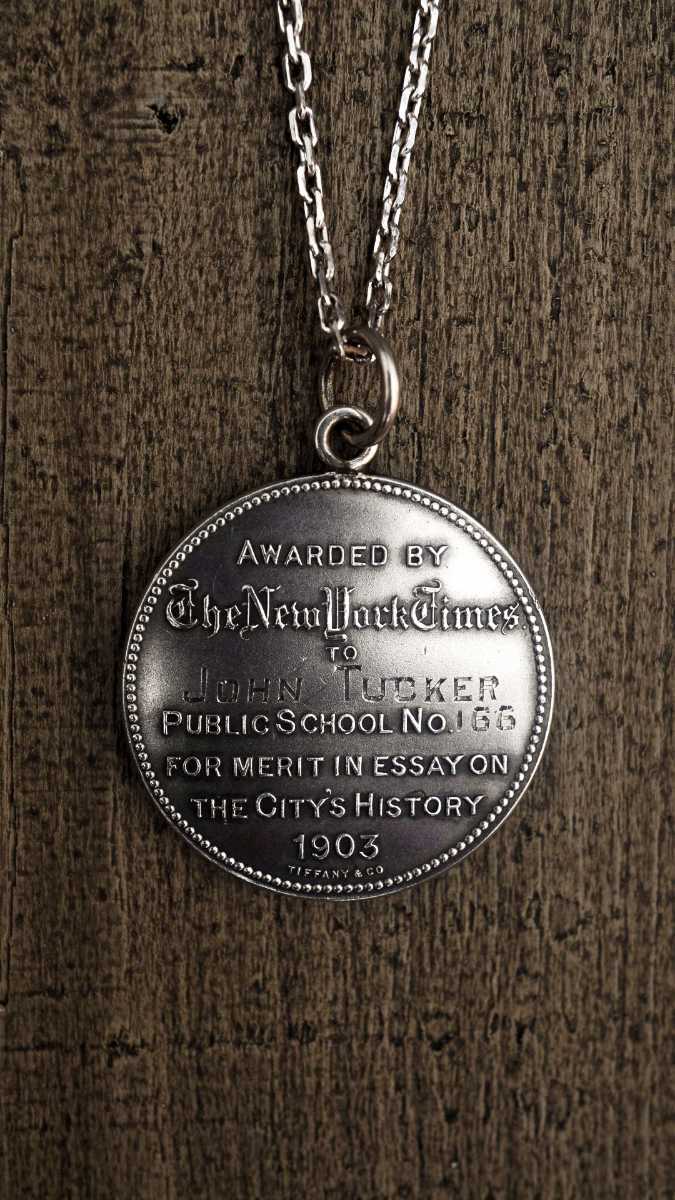 AWARDED BY
The New York Times.
TO
JOHN TUCKER
PUBLIC SCHOOL NO. 166
FOR MERIT IN ESSAY ON
THE CITY'S HISTORY
1903
TIFFANY & CO